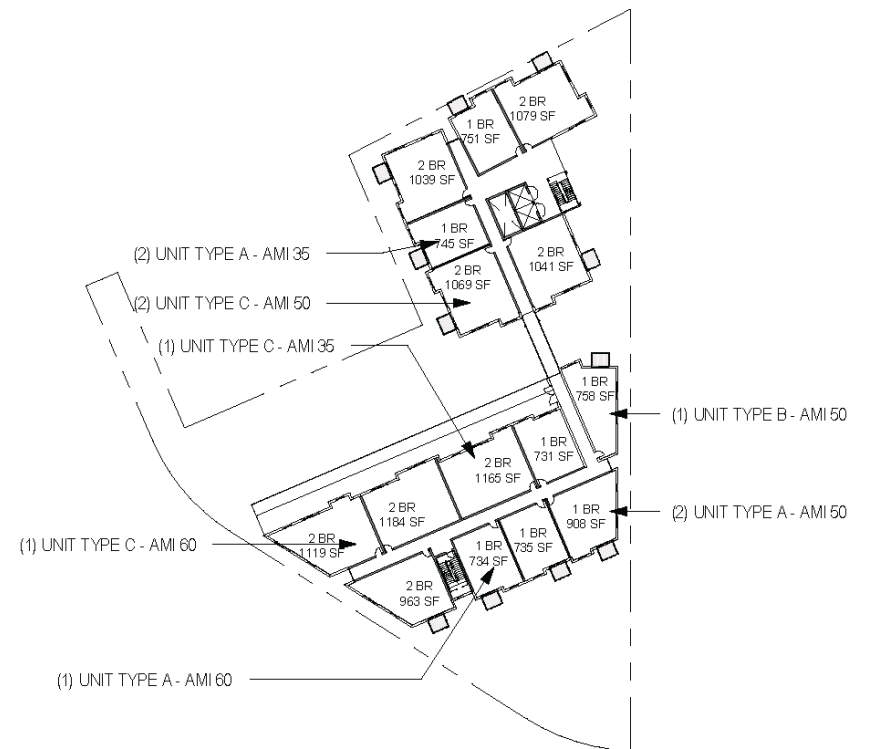 2 BR
1079 SF
1 BR
751 SF
2 BR
1039 SF
1 BR
745 SF
(2) UNIT TYPE A - AMI 35
2 BR
1041 SF
2 BR
1069 SF
(2) UNIT TYPE C - AMI 50
(1) UNIT TYPE C - AMI 35
1 BR
758 SF
(1) UNIT TYPE B - AMI 50
1 BR
731 SF
2 BR
1165 SF
2 BR
1184 SF
1 BR
908 SF
(2) UNIT TYPE A - AMI 50
2 BR
1119 SF
(1) UNIT TYPE C - AMI 60
1 BR
735 SF
1 BR
734 SF
2 BR
963 SF
(1) UNIT TYPE A - AMI 60